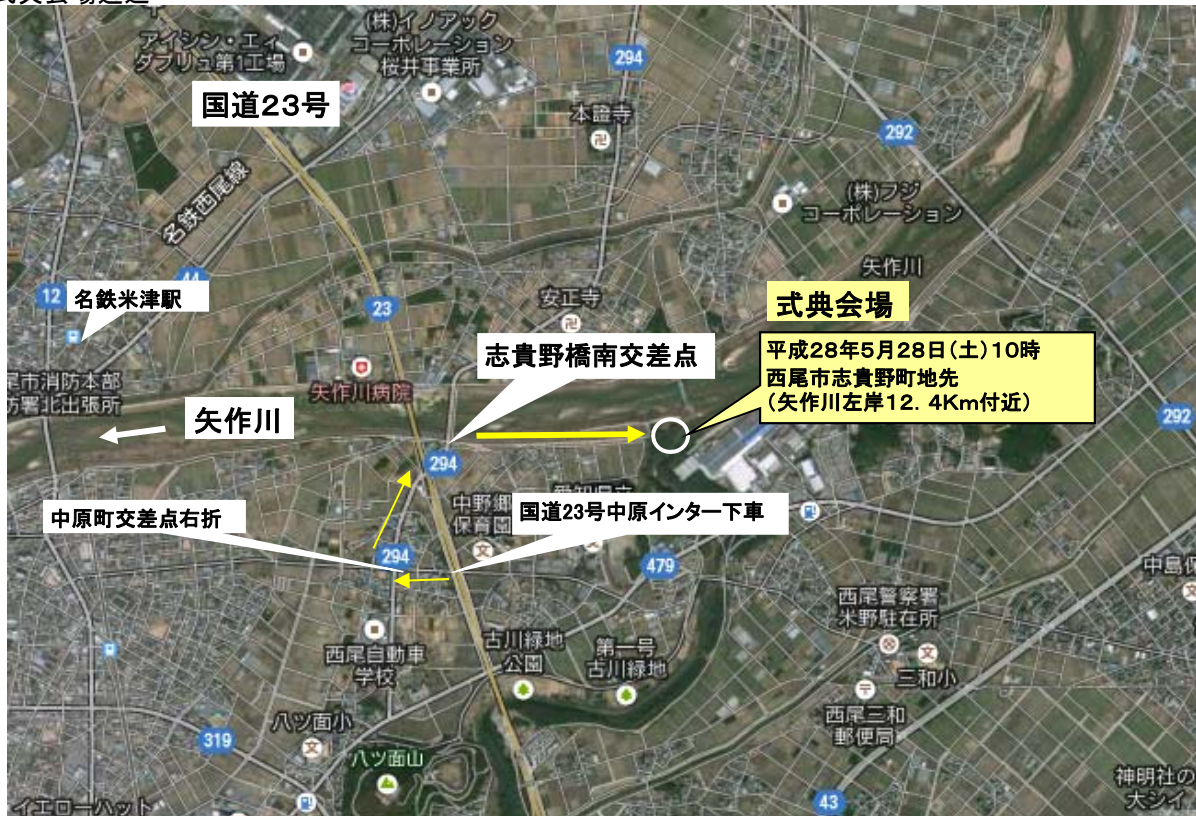 アイシン・エィ
ダブリュ第1工場
(株)イノアック
コーポレーション
桜井事業所
294
国道23号
本證寺
292
(株)フジ
コーポレーション
名鉄西尾線
矢作川
44
12
名鉄米津駅
23
安正寺
式典会場
平成28年5月28日(土)10時
西尾市志貴野町地先
(矢作川左岸12.4Km付近)
志貴野橋南交差点
矢作川病院
尾市消防本部
防署北出張所
矢作川
292
294
中野郷
保育園
国道23号中原インター下車
中原町交差点右折
294
479
中島保
西尾警察署
米野駐在所
西尾自動車
学校
古川緑地
公園
第一号
古川緑地
三和小
西尾三和
郵便局
319
八ツ面小
八ツ面山
43
神明社の
大シイ
イエローハット